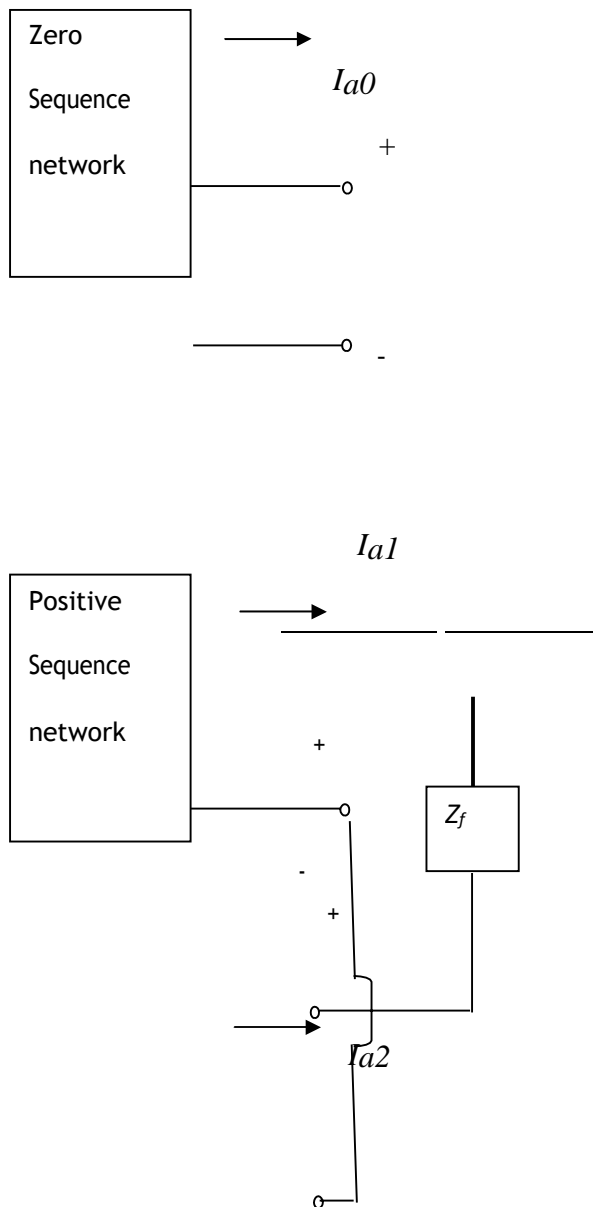 Zero
Ia0
Sequence
network
+
-
Ia1
Positive
Sequence
network
+
Zf
-
+
Ia2